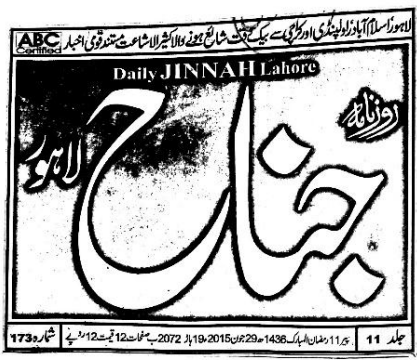 لاہور، اسلام آباد، راولپنڈی اور کراچی سے بیک وقت شائع ہونے والا کثیر الاشاعت مستند قومی اخبار
ABC
Certified
Daily JINNAH Lahore
روزنامہ
جناح
لاہور
جلد 11
پیر 11 رمضان المبارک 1436ھ 29 جون 2015ء 19 ہاڑ 2072 ب صفحات 12 قیمت 12 روپے
شمارہ 173